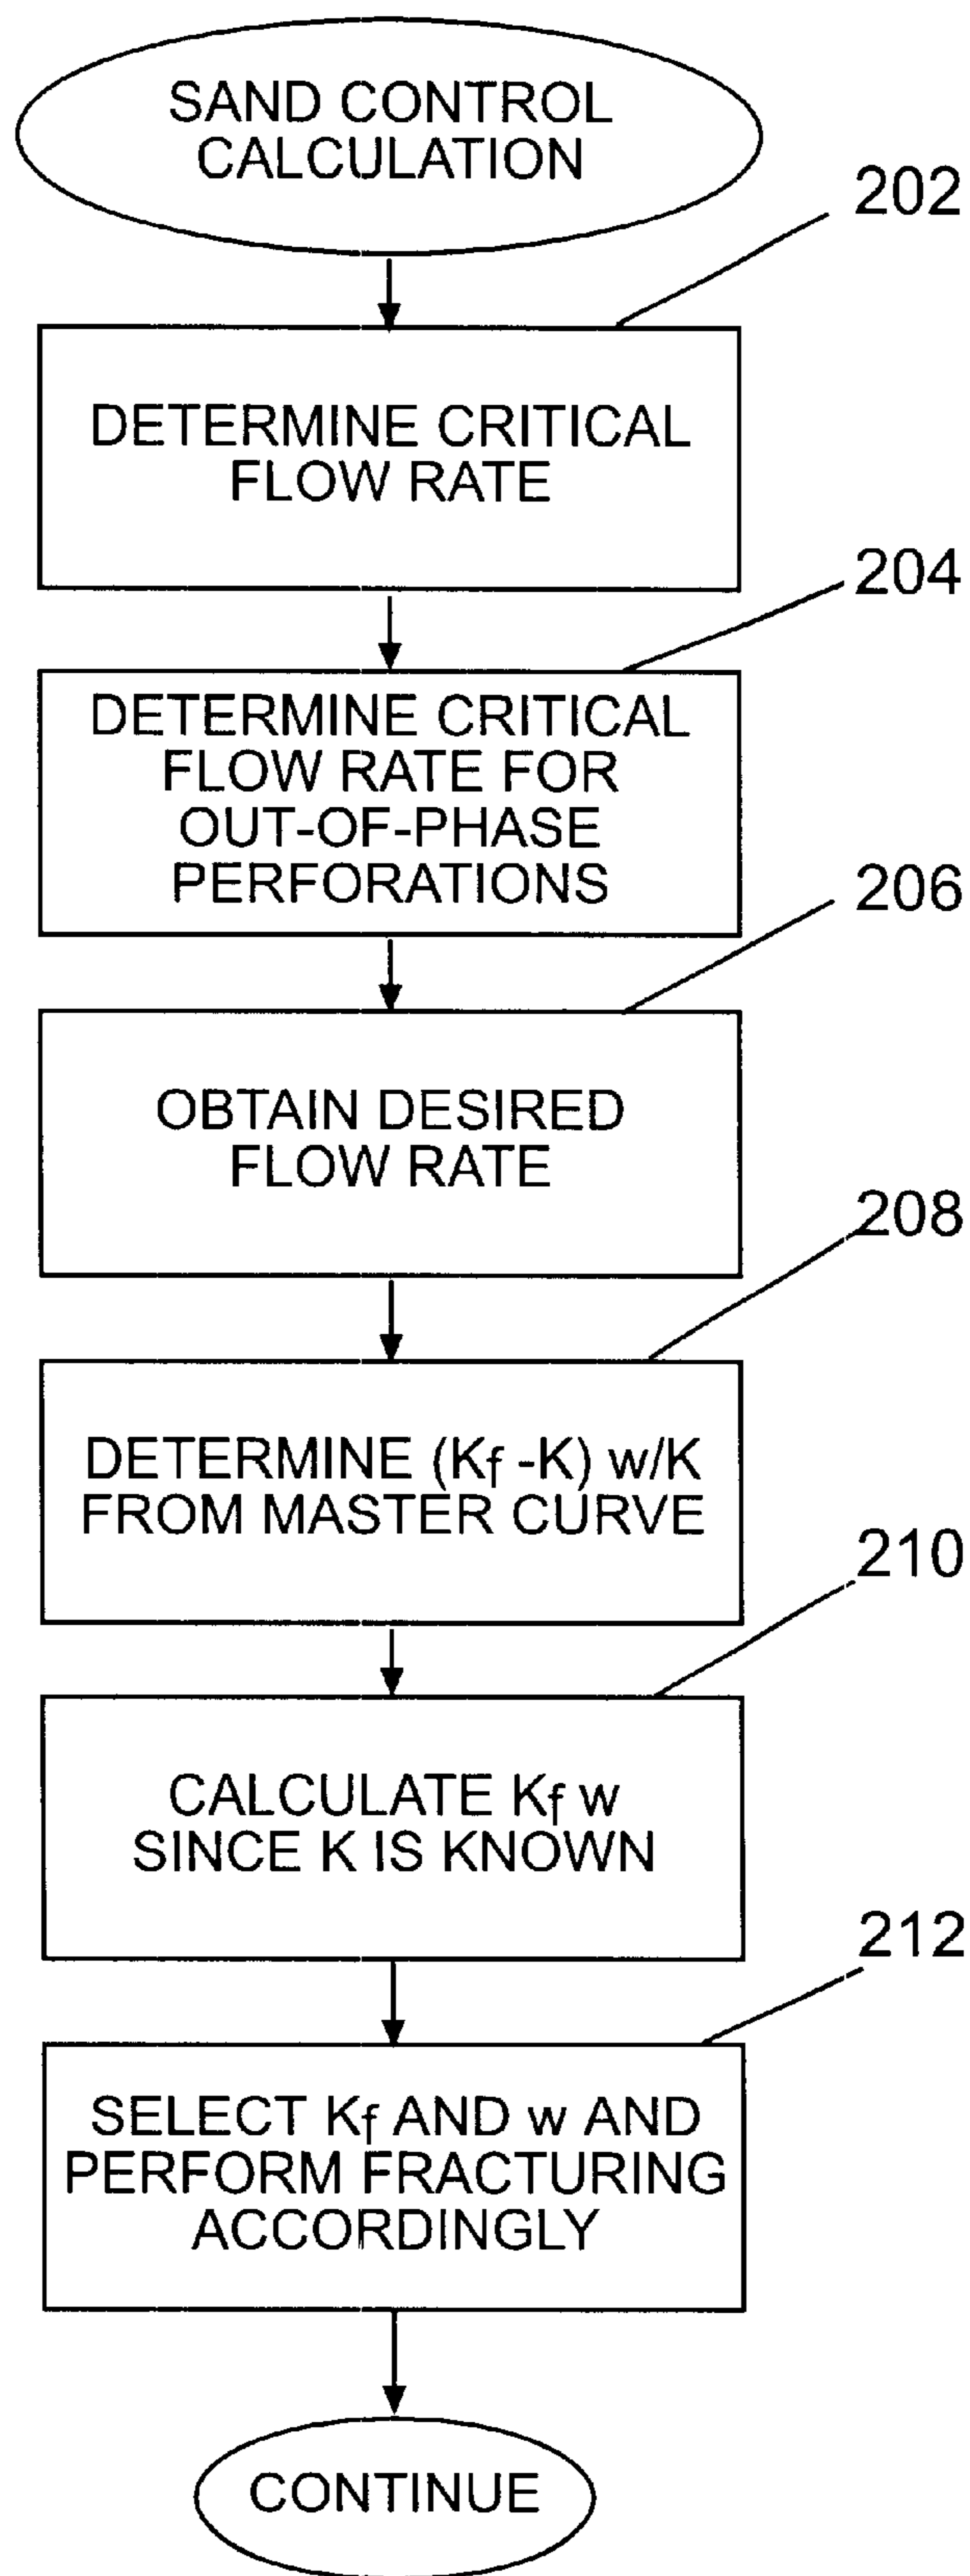 SAND CONTROL
CALCULATION
202
DETERMINE CRITICAL
FLOW RATE
204
DETERMINE CRITICAL
FLOW RATE FOR
OUT-OF-PHASE
PERFORATIONS
206
OBTAIN DESIRED
FLOW RATE
208
DETERMINE (Kf -K) w/K
FROM MASTER CURVE
210
CALCULATE Kf w
SINCE K IS KNOWN
212
SELECT Kf AND w AND
PERFORM FRACTURING
ACCORDINGLY
CONTINUE